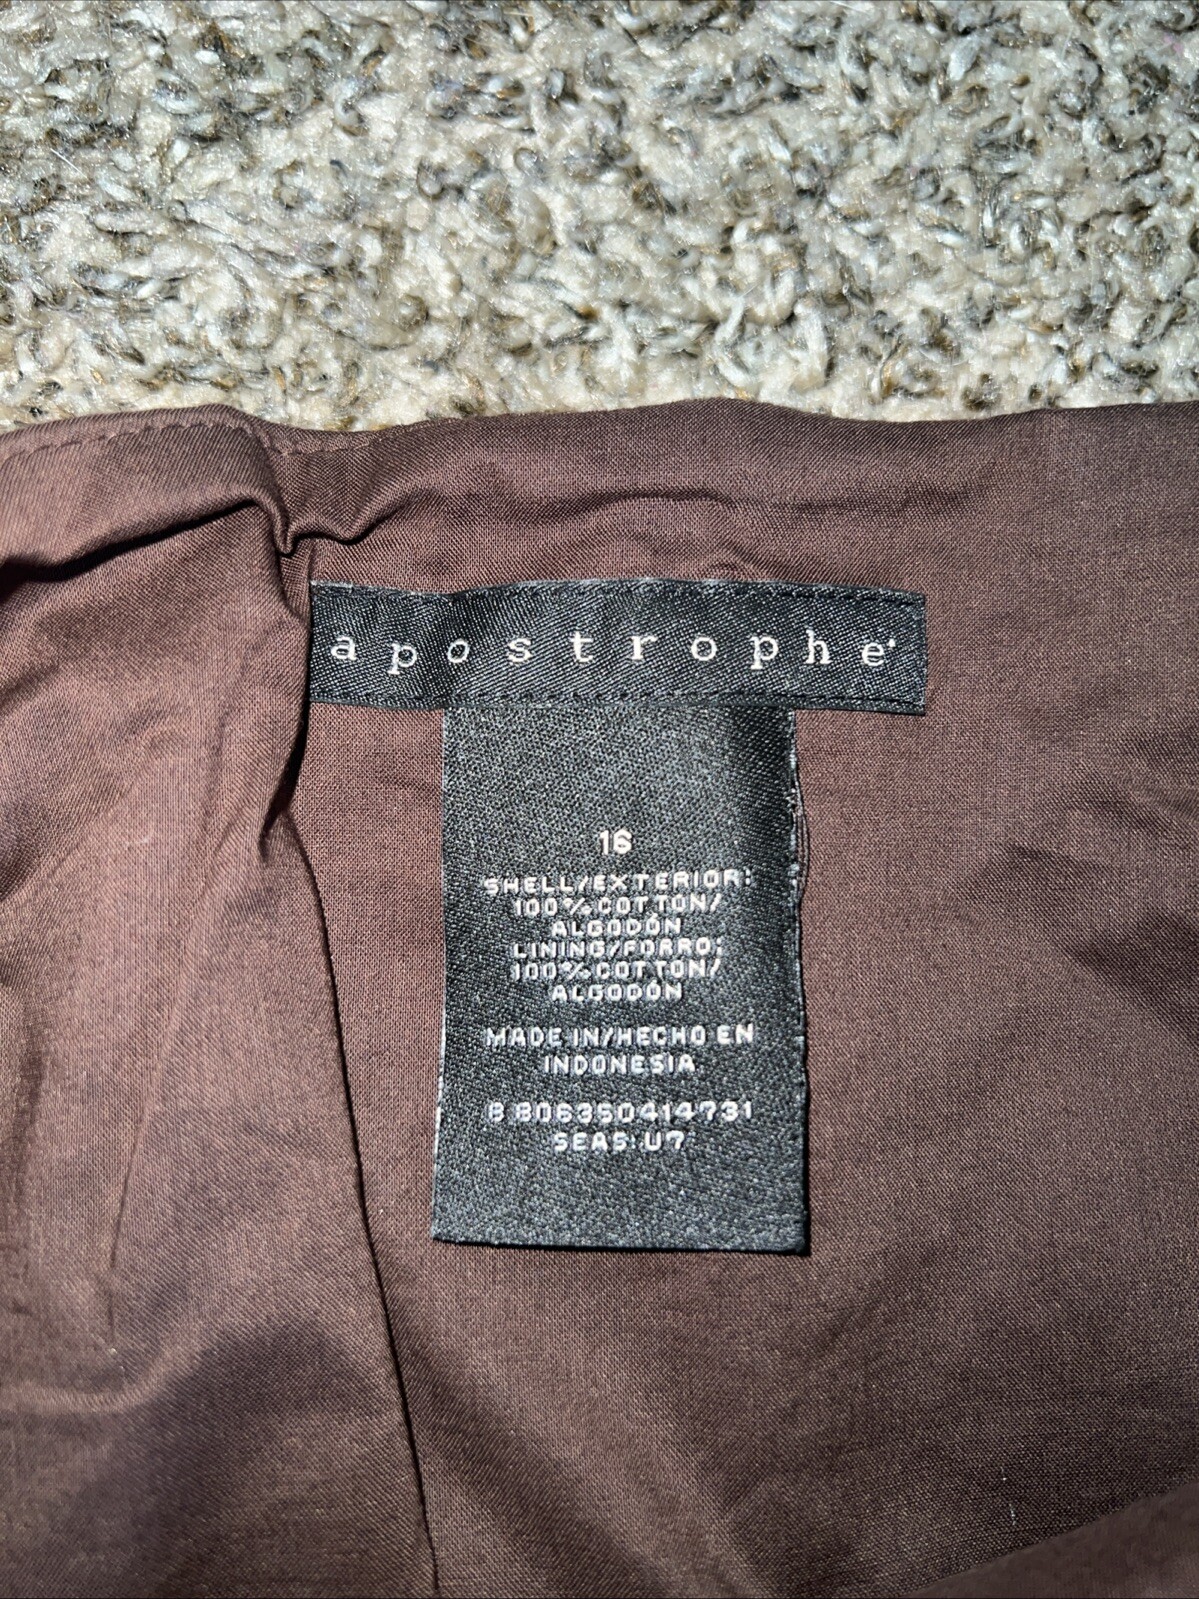 apostrophe
16
SHELL/EXTERIOR:
100%COTTON/
ALGODÓN
LINING/FORRO:
100%COTTON/
ALGODÓN
MADE IN/HECHO EN
INDONESIA
8 806350414731
SEAS:U7